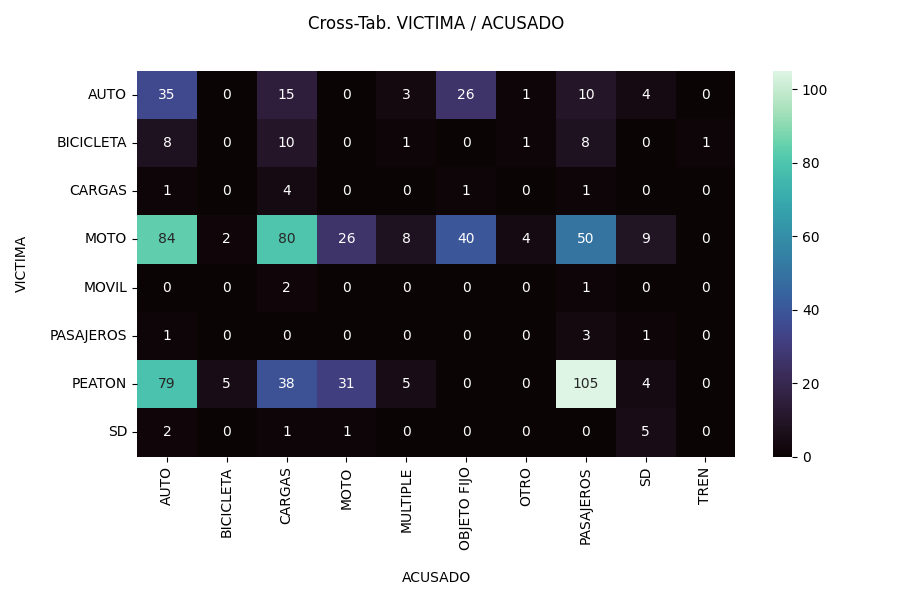 Cross-Tab. VICTIMA / ACUSADO
VICTIMA
AUTO 35 0 15 0 3 26 1 10 4 0
BICICLETA 8 0 10 0 1 0 1 8 0 1
CARGAS 1 0 4 0 0 1 0 1 0 0
MOTO 84 2 80 26 8 40 4 50 9 0
MOVIL 0 0 2 0 0 0 0 1 0 0
PASAJEROS 1 0 0 0 0 0 0 3 1 0
PEATON 79 5 38 31 5 0 0 105 4 0
SD 2 0 1 1 0 0 0 0 5 0
AUTO BICICLETA CARGAS MOTO MULTIPLE OBJETO FIJO OTRO PASAJEROS SD TREN
ACUSADO
100
80
60
40
20
0